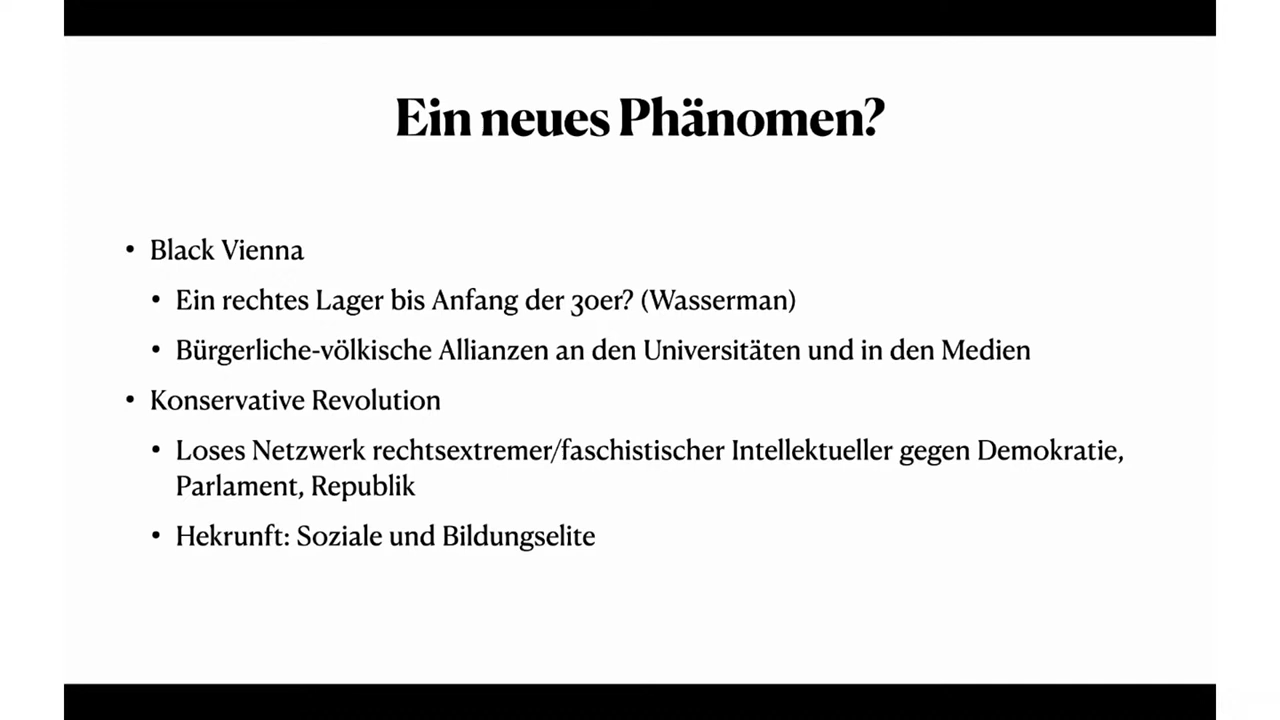 Ein neues Phänomen?
• Black Vienna
• Ein rechtes Lager bis Anfang der 30er? (Wasserman)
• Bürgerliche-völkische Allianzen an den Universitäten und in den Medien
• Konservative Revolution
• Loses Netzwerk rechtsextremer/faschistischer Intellektueller gegen Demokratie,
Parlament, Republik
• Hekrunft: Soziale und Bildungselite